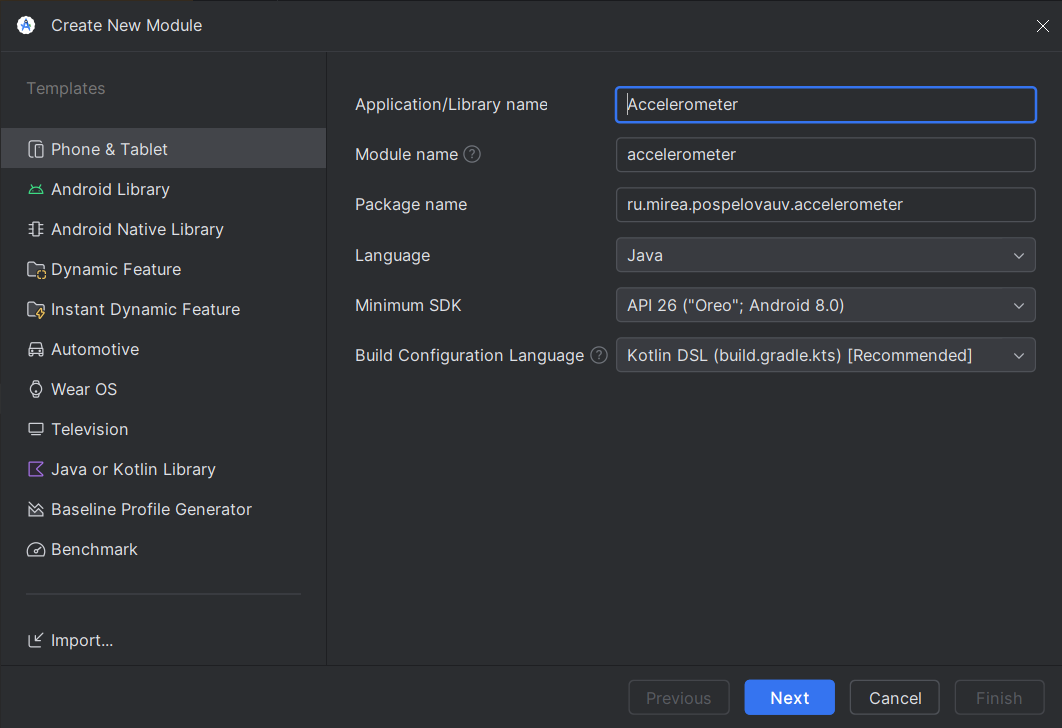 Create New Module
Templates
Phone & Tablet
Android Library
Android Native Library
Dynamic Feature
Instant Dynamic Feature
Automotive
Wear OS
Television
Java or Kotlin Library
Baseline Profile Generator
Benchmark
Import...
Application/Library name
Accelerometer
Module name ?
accelerometer
Package name
ru.mirea.pospelovauv.accelerometer
Language
Java
Minimum SDK
API 26 ("Oreo"; Android 8.0)
Build Configuration Language ?
Kotlin DSL (build.gradle.kts) [Recommended]
Previous
Next
Cancel
Finish